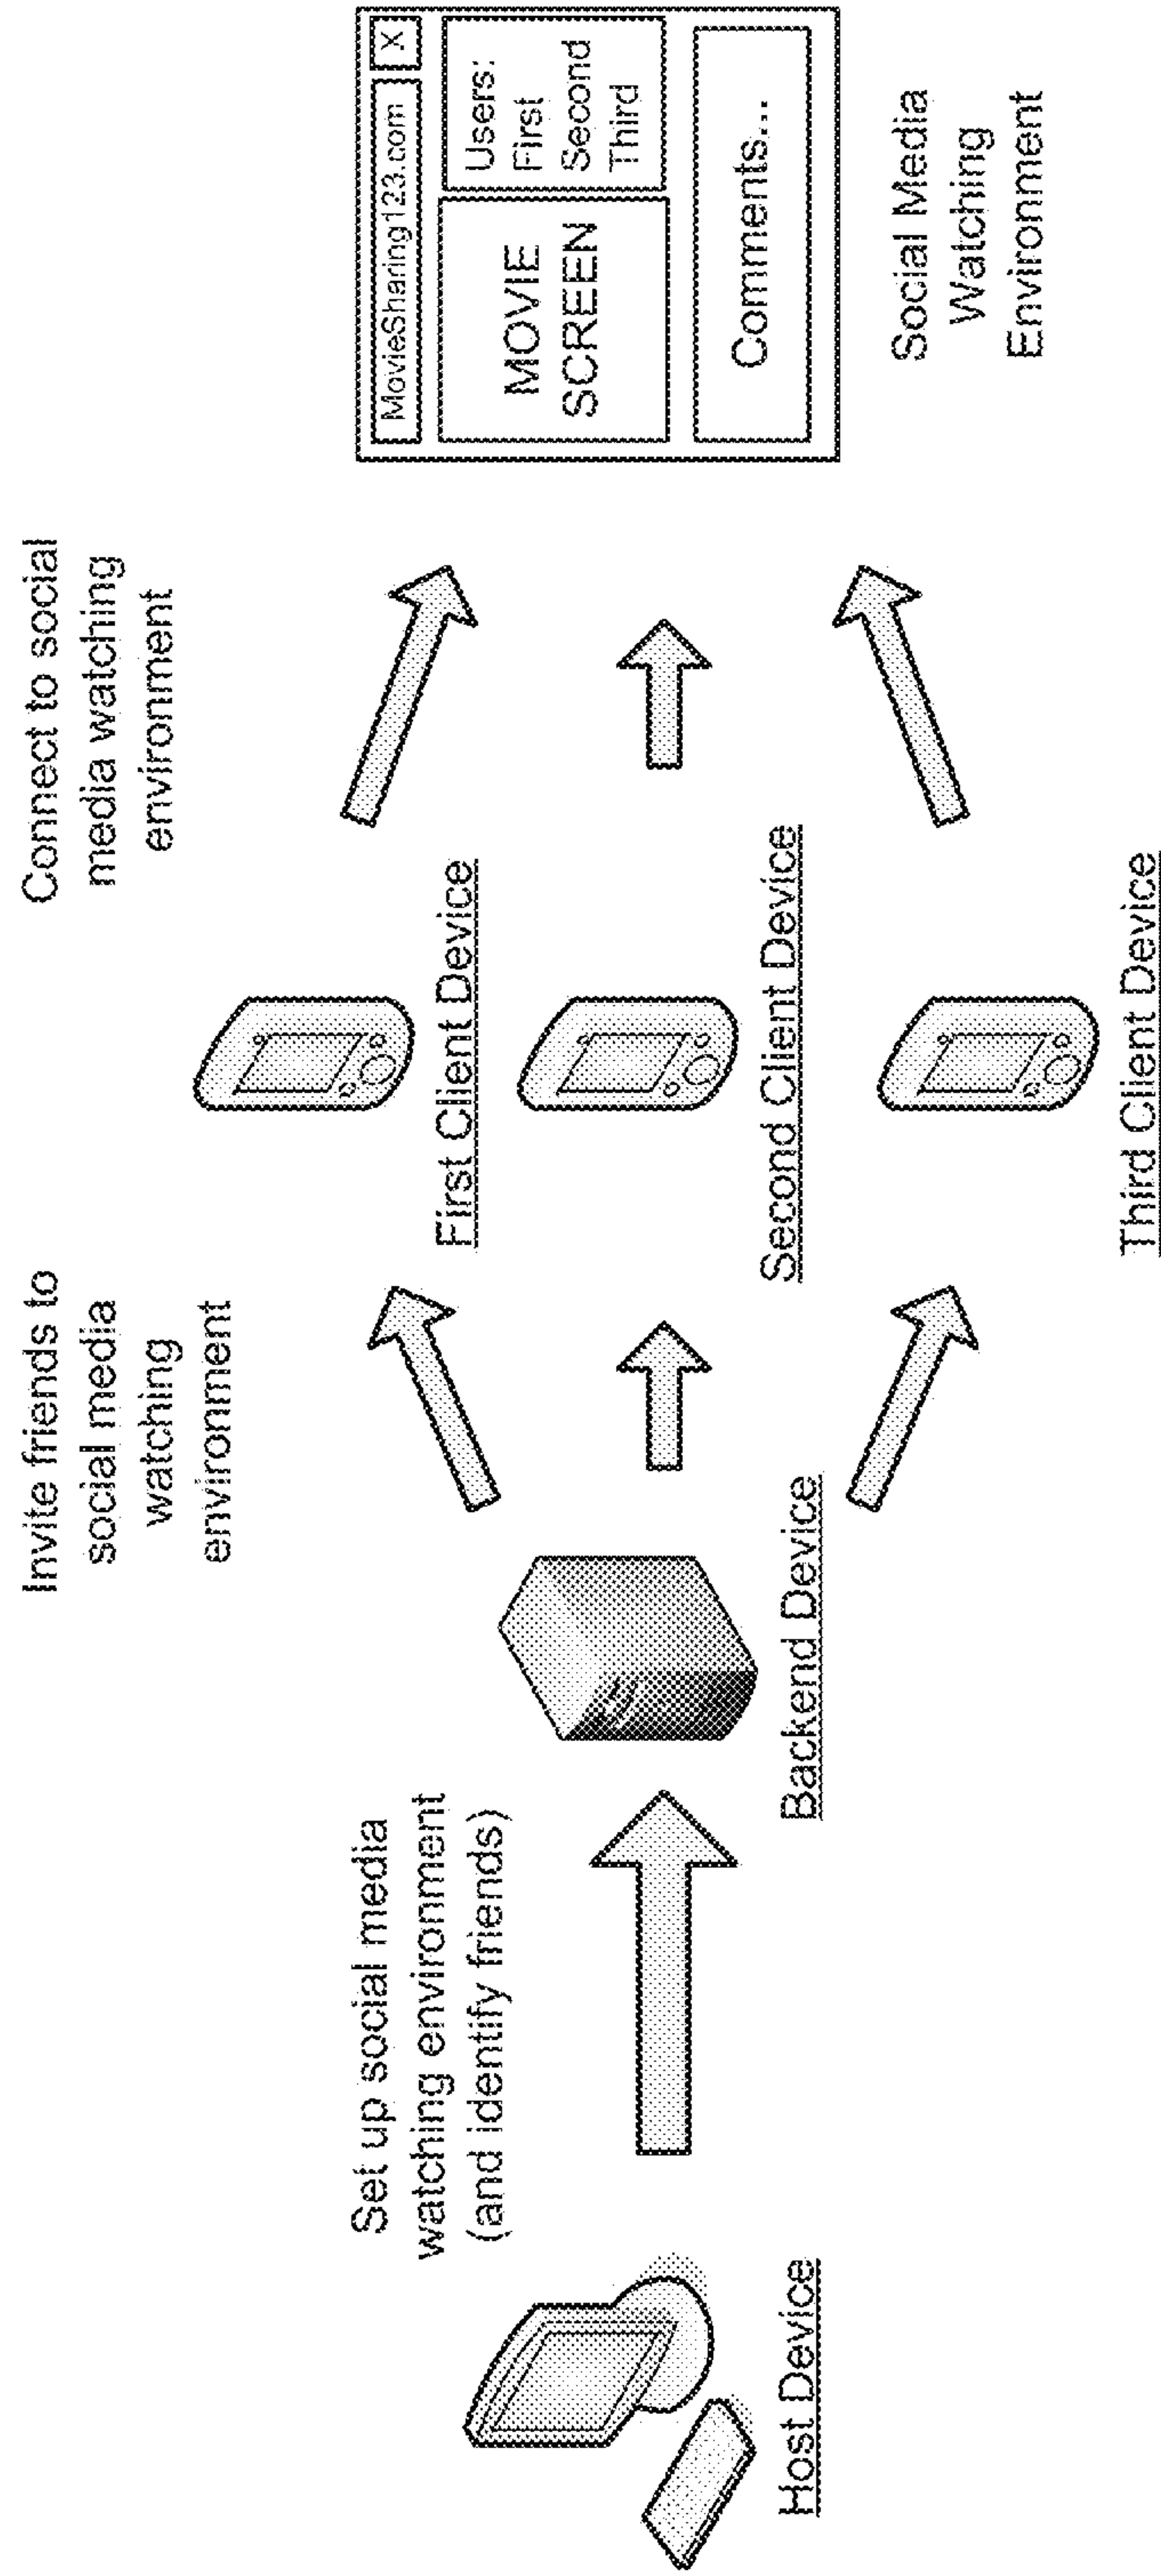 Set up social media
watching environment
(and identify friends)
Host Device
Backend Device
Invite friends to
social media
watching
environment
First Client Device
Second Client Device
Third Client Device
Connect to social
media watching
environment
MovieSharing123.com
X
MOVIE
SCREEN
Users:
First
Second
Third
Comments...
Social Media
Watching
Environment